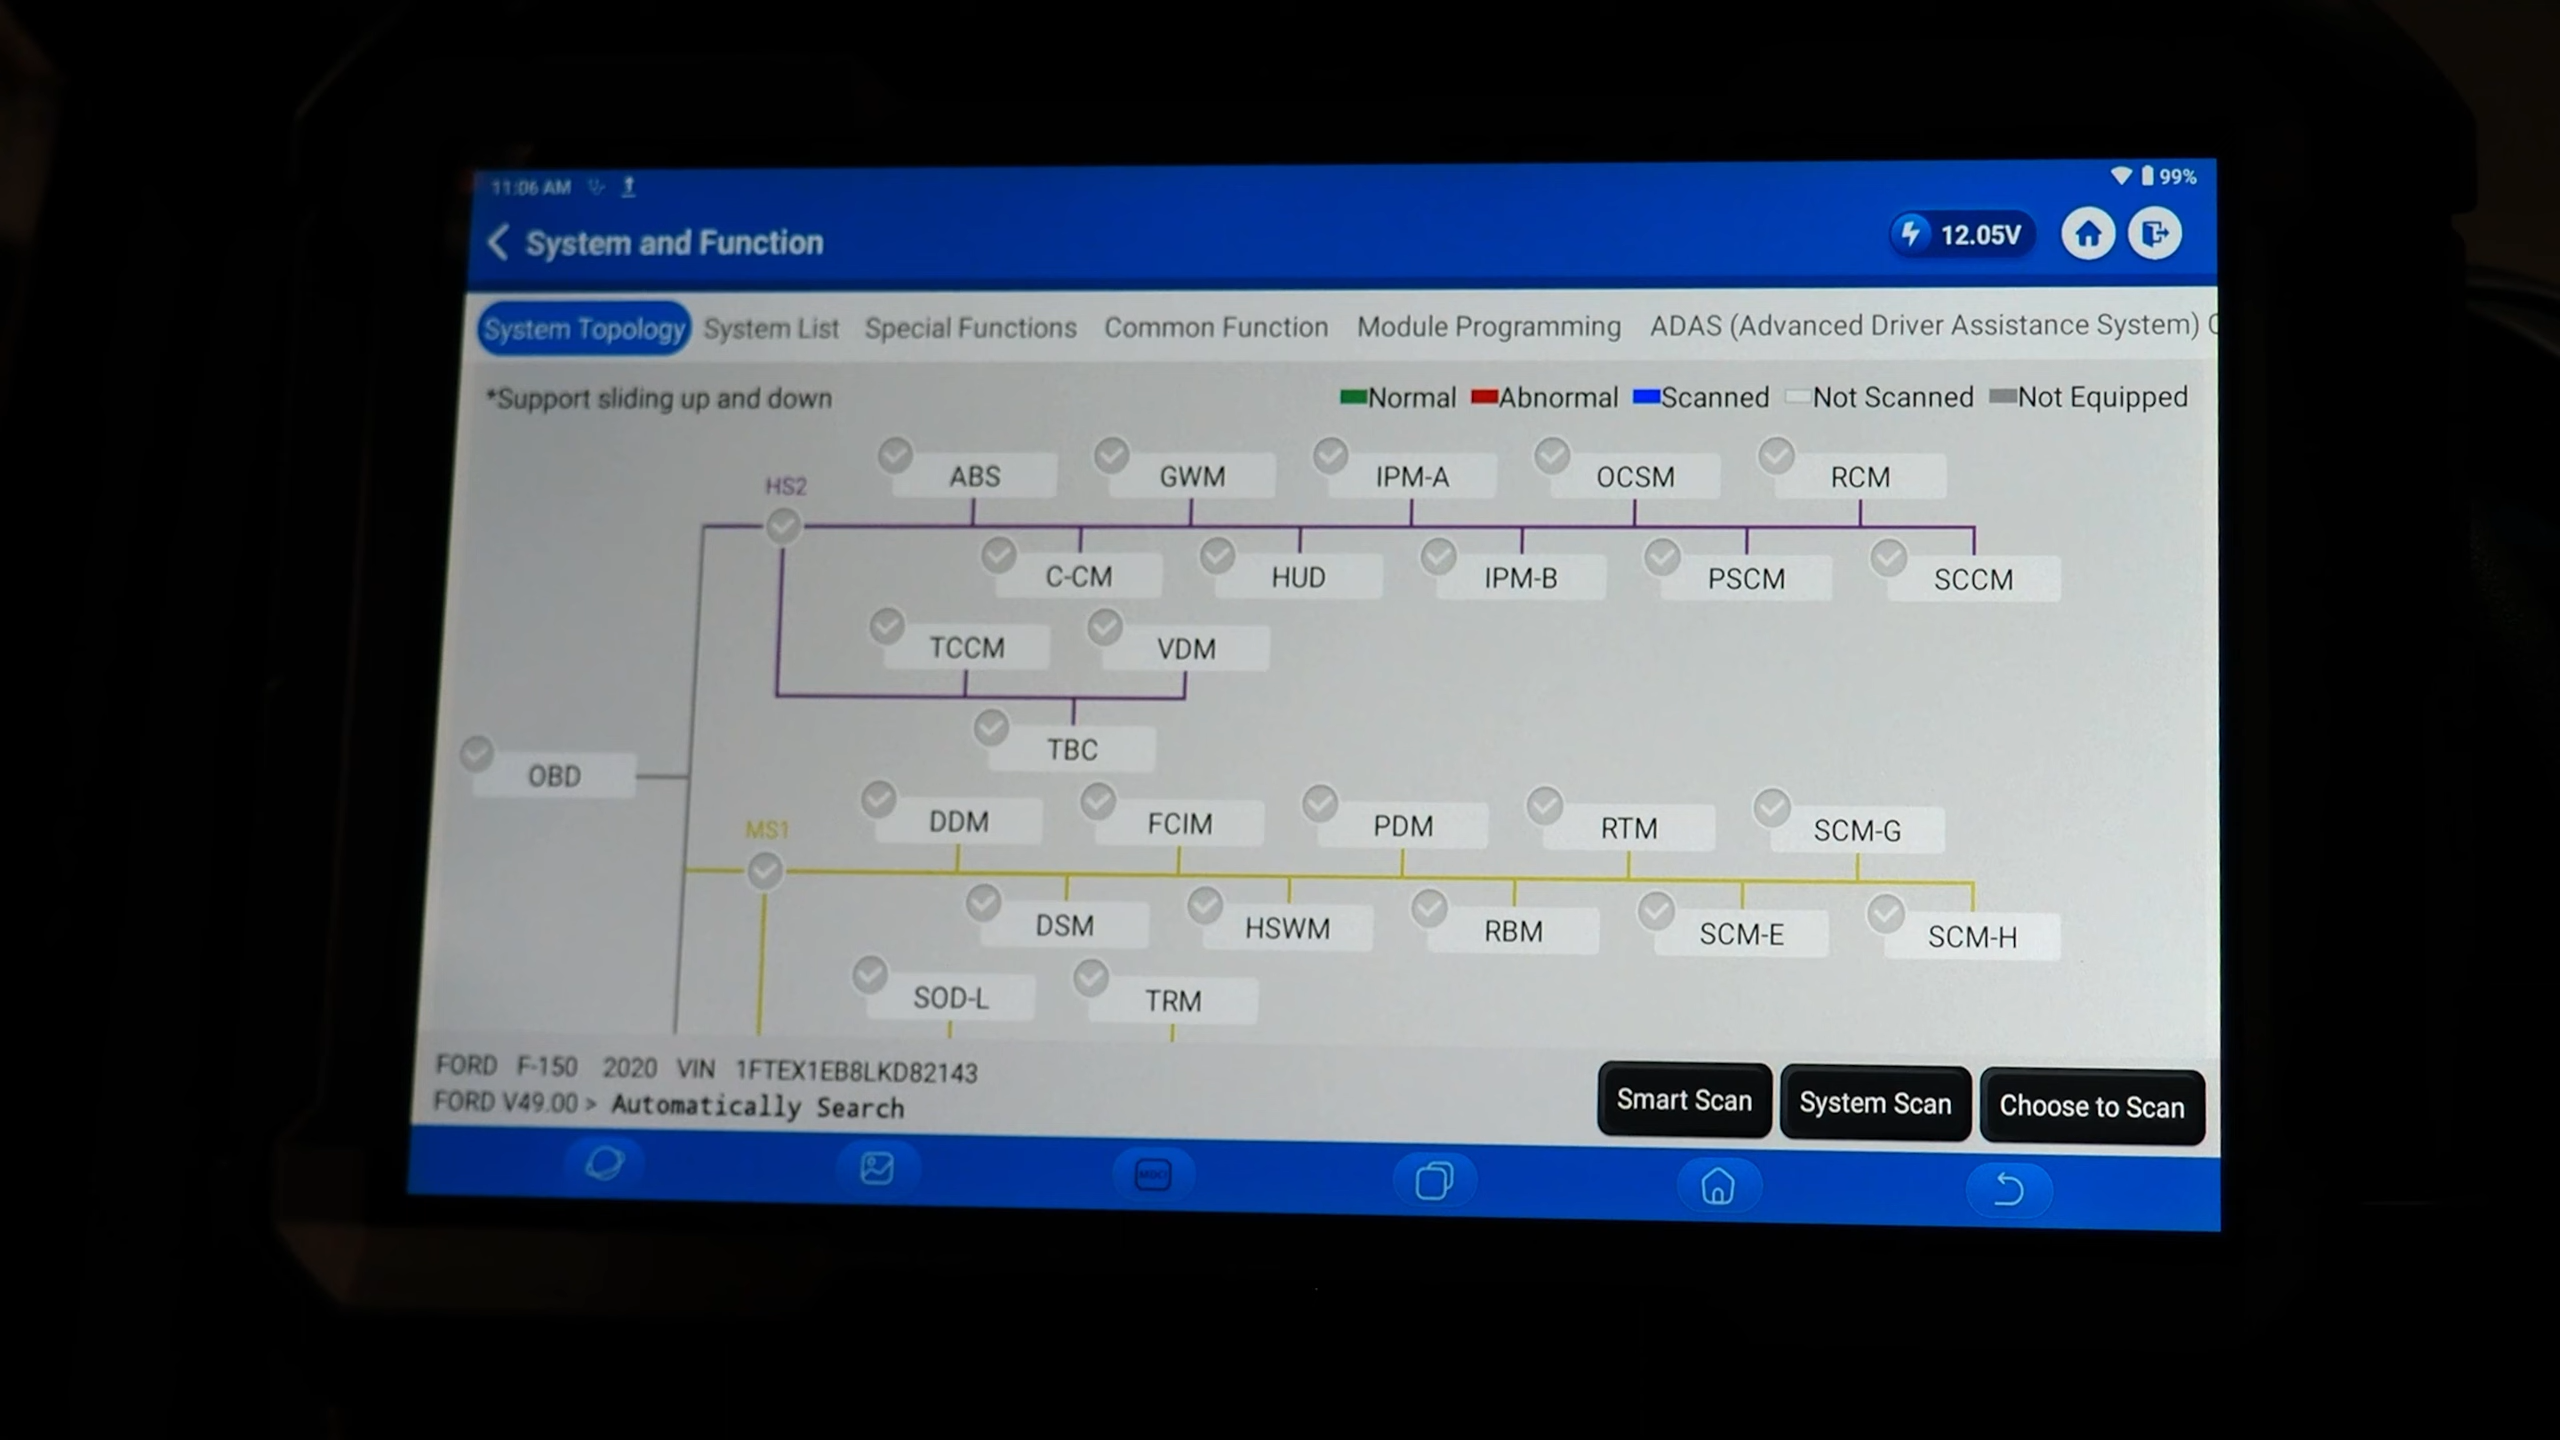 11:06 AM
99%
System and Function
12.05V
System Topology System List Special Functions Common Function Module Programming ADAS (Advanced Driver Assistance System) C
*Support sliding up and down
Normal Abnormal Scanned Not Scanned Not Equipped
HS2
ABS GWM IPM-A OCSM RCM
C-CM HUD IPM-B PSCM SCCM
TCCM VDM
TBC
OBD
MS1
DDM FCIM PDM RTM SCM-G
DSM HSWM RBM SCM-E SCM-H
SOD-L TRM
FORD F-150 2020 VIN 1FTEX1EB8LKD82143
FORD V49.00 > Automatically Search
Smart Scan System Scan Choose to Scan